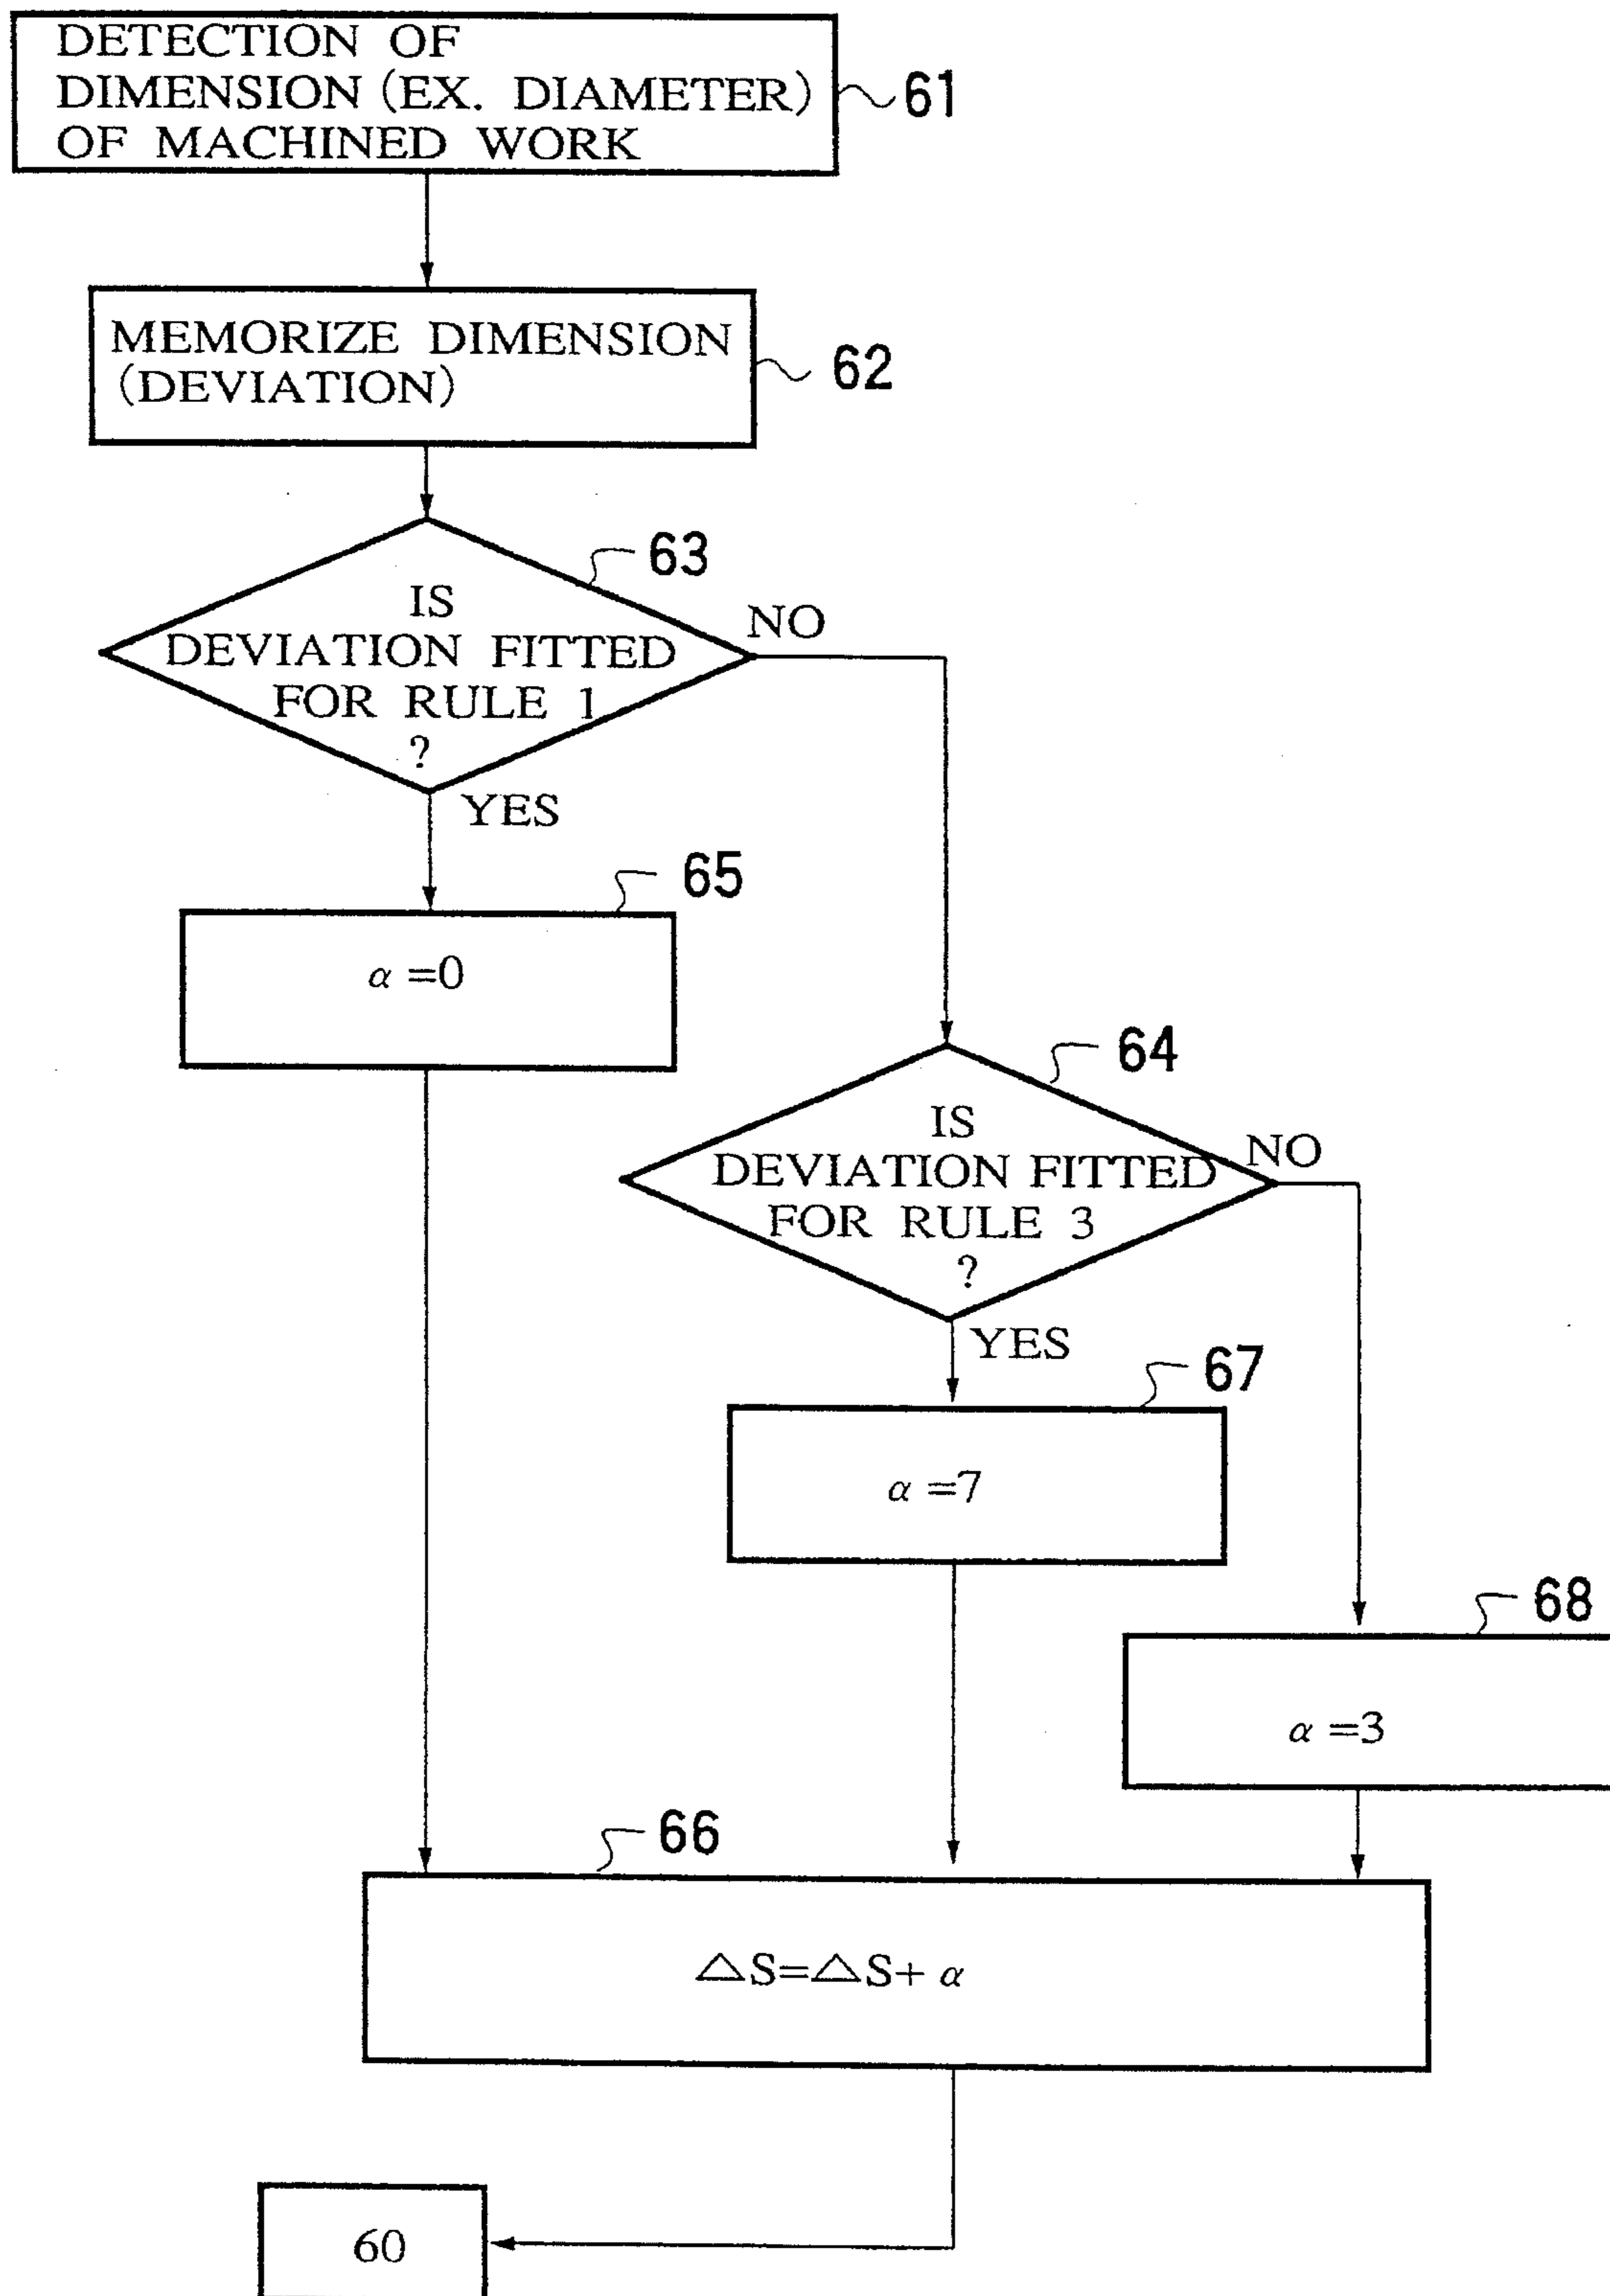 DETECTION OF
DIMENSION (EX. DIAMETER)
OF MACHINED WORK
61
MEMORIZE DIMENSION
(DEVIATION)
62
63
IS
DEVIATION FITTED
FOR RULE 1
?
NO
YES
65
α =0
64
IS
DEVIATION FITTED
FOR RULE 3
?
NO
YES
67
α =7
68
α =3
66
△S=△S+ α
60